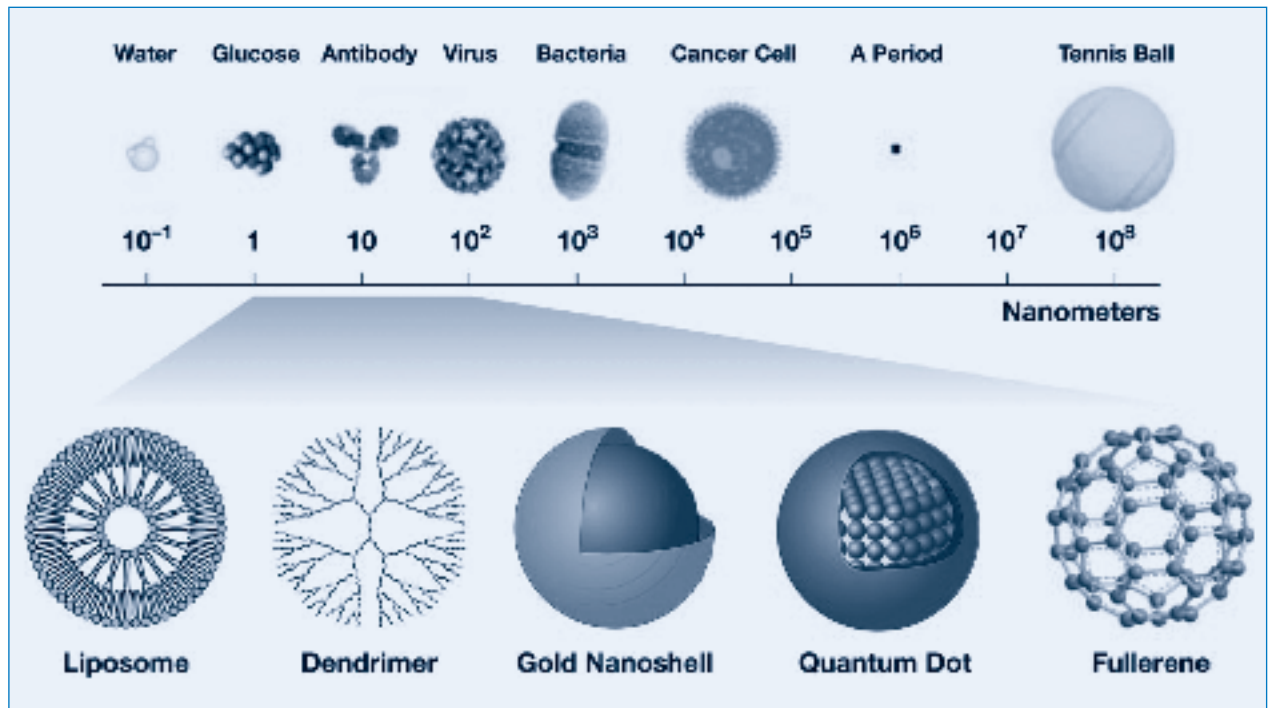 Water Glucose Antibody Virus Bacteria Cancer Cell A Period Tennis Ball
10⁻¹ 1 10 10² 10³ 10⁴ 10⁵ 10⁶ 10⁷ 10⁸
Nanometers
Liposome Dendrimer Gold Nanoshell Quantum Dot Fullerene